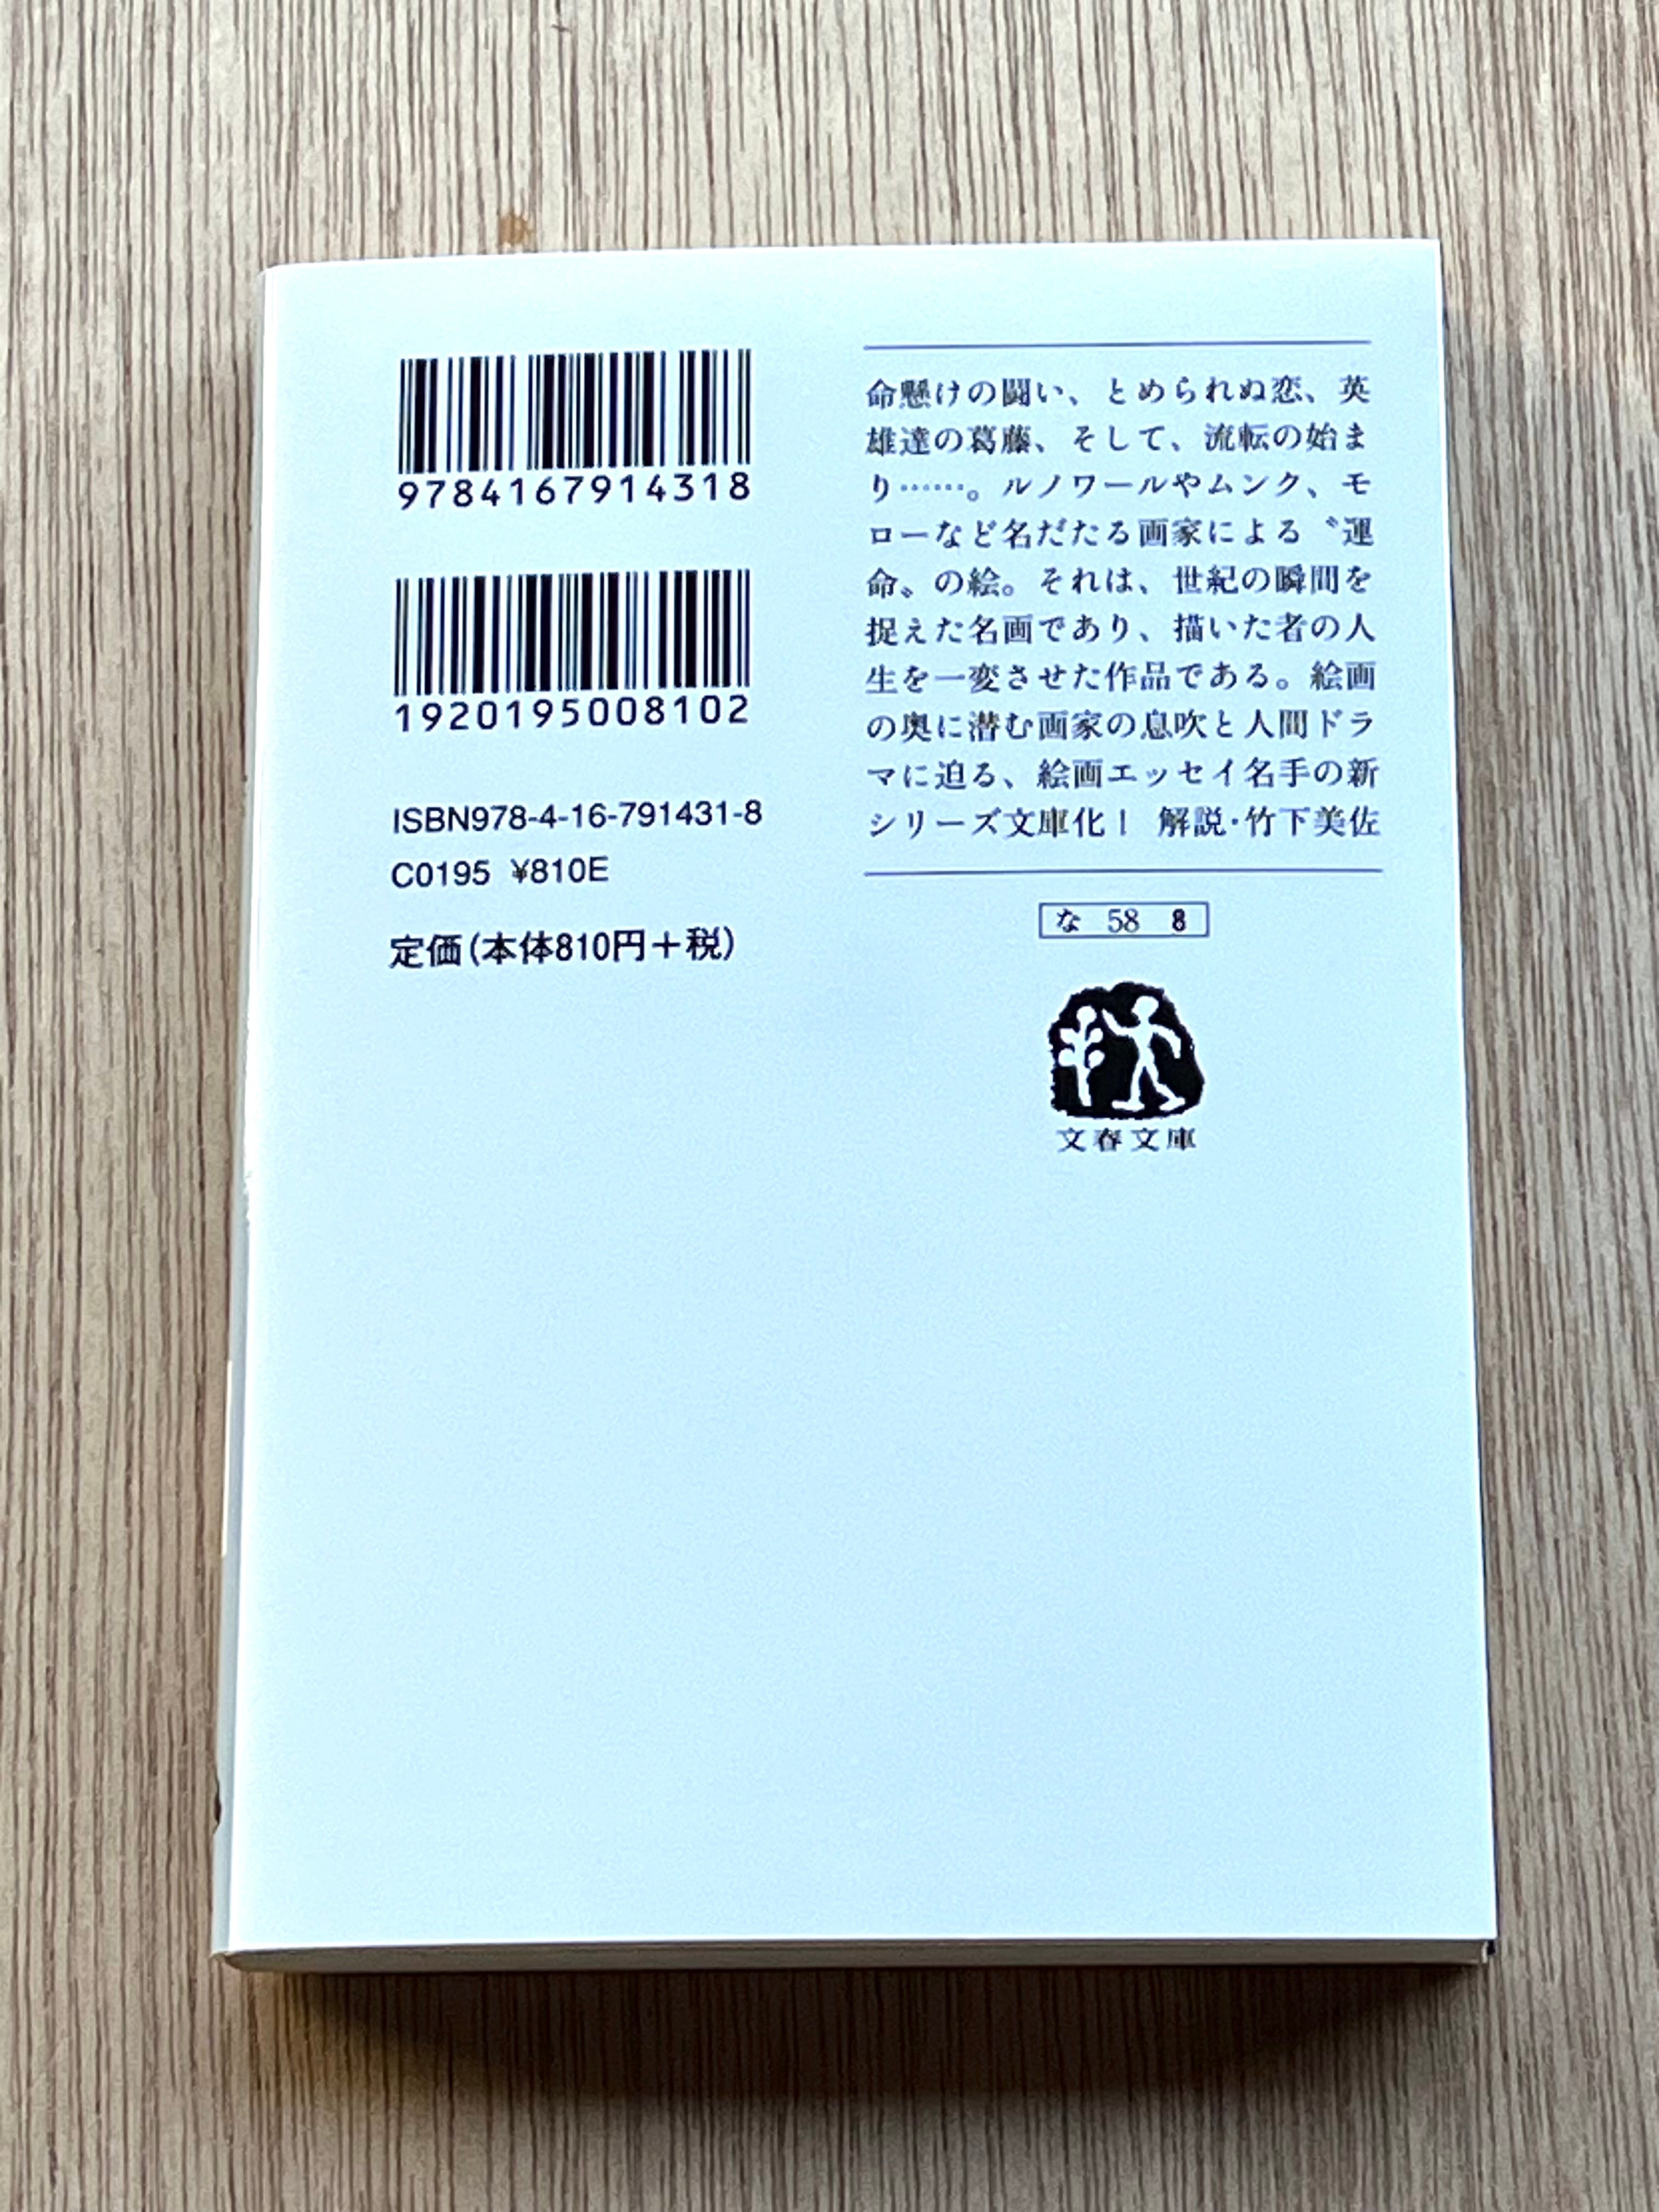 9784167914318
1920195008102
ISBN978-4-16-791431-8
C0195 ¥810E
定価(本体810円+税)
命懸けの闘い、とめられぬ恋、英
雄達の葛藤、そして、流転の始ま
り……。ルノワールやムンク、モ
ローなど名だたる画家による〝運
命〟の絵。それは、世紀の瞬間を
捉えた名画であり、描いた者の人
生を一変させた作品である。絵画
の奥に潜む画家の息吹と人間ドラ
マに迫る、絵画エッセイ名手の新
シリーズ文庫化! 解説・竹下美佐
な 58 8
文春文庫